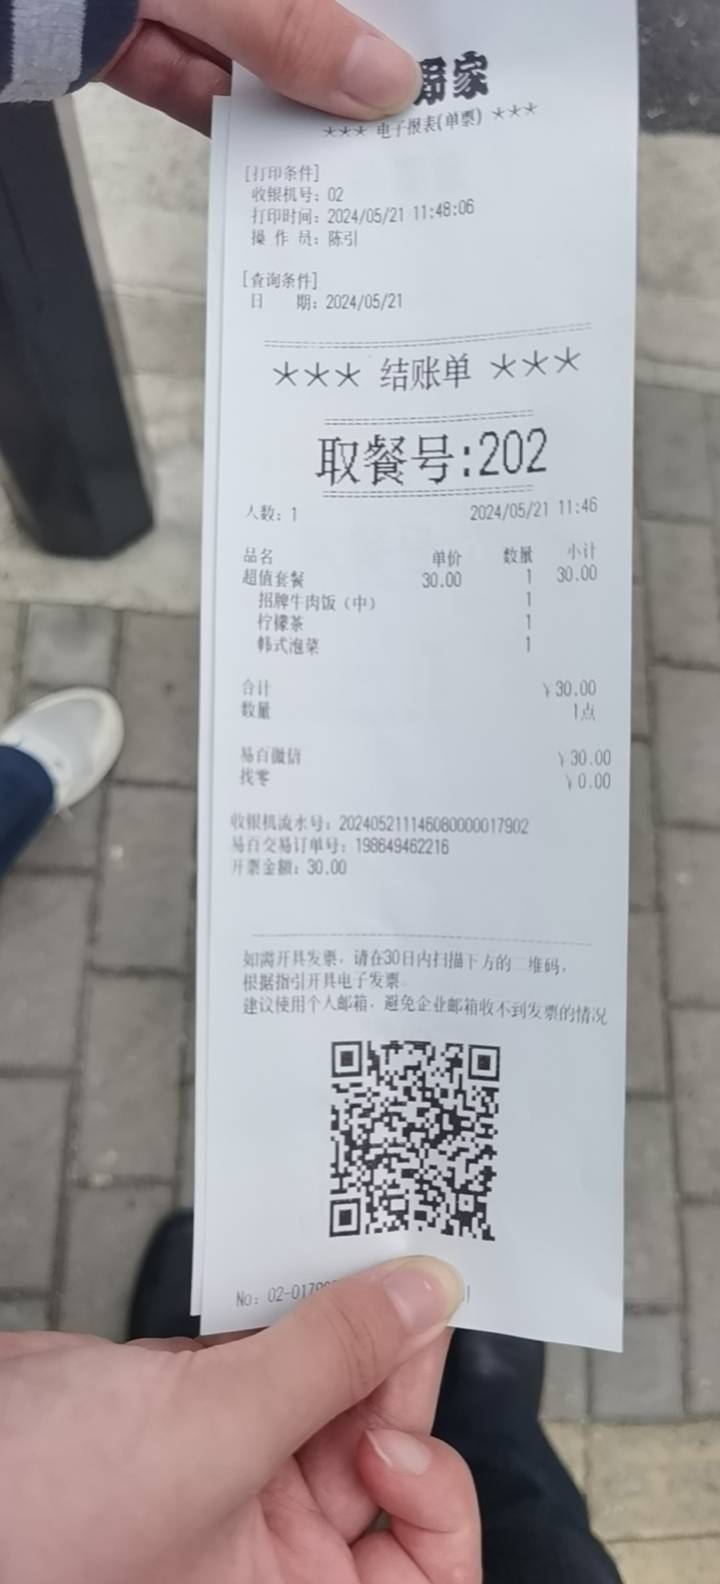 家
*** 电子报表(单票) ***
[打印条件]
收银机号: 02
打印时间: 2024/05/21 11:48:06
操 作 员: 陈引
[查询条件]
日 期: 2024/05/21
*** 结账单 ***
取餐号:202
人数: 1 2024/05/21 11:46
品名 单价 数量 小计
超值套餐 30.00 1 30.00
招牌牛肉饭（中） 1
柠檬茶 1
韩式泡菜 1
合计 ¥30.00
数量 1点
易百微信 ¥30.00
找零 ¥0.00
收银机流水号: 2024052111460800000​17902
易百交易订单号: 198649462216
开票金额: 30.00
如需开具发票，请在30日内扫描下方的二维码，
根据指引开具电子发票
建议使用个人邮箱，避免企业邮箱收不到发票的情况
No: 02-0179